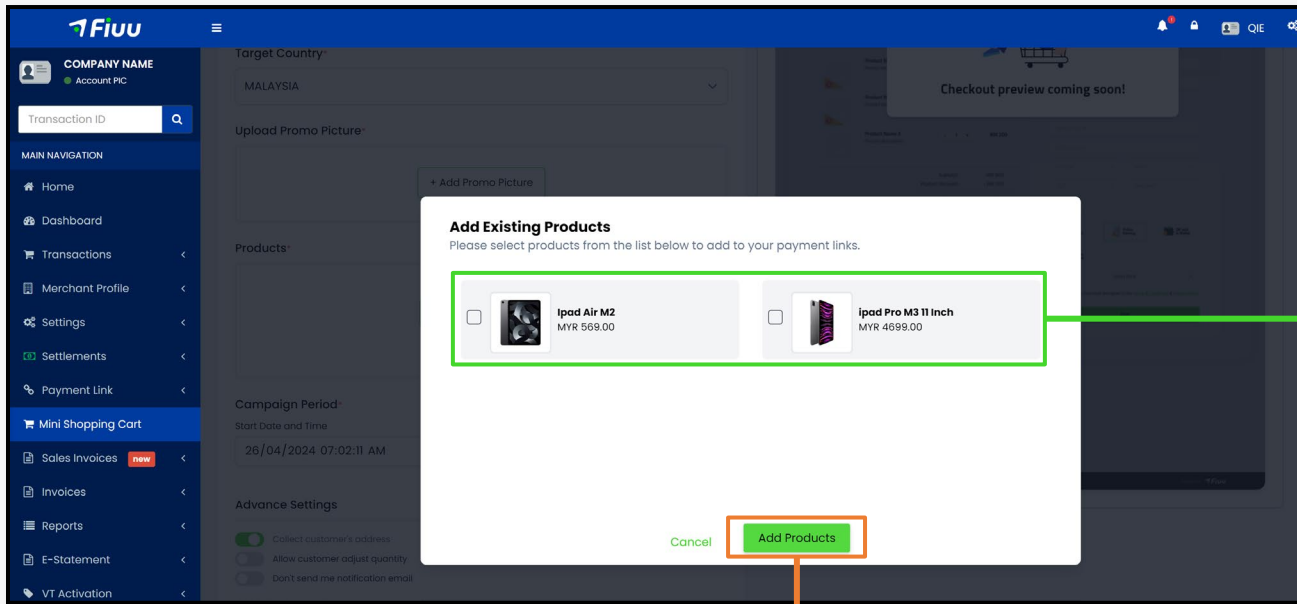 Fiuu
QIE
COMPANY NAME
Account PIC
Transaction ID
MAIN NAVIGATION
Home
Dashboard
Transactions
Merchant Profile
Settings
Settlements
Payment Link
Mini Shopping Cart
Sales Invoices new
Invoices
Reports
E-Statement
VT Activation
Target Country*
MALAYSIA
Upload Promo Picture*
+ Add Promo Picture
Products*
Campaign Period*
Start Date and Time
26/04/2024 07:02:11 AM
Advance Settings
Collect customer's address
Allow customer adjust quantity
Don't send me notification email
Checkout preview coming soon!
Add Existing Products
Please select products from the list below to add to your payment links.
Ipad Air M2
MYR 569.00
ipad Pro M3 11 Inch
MYR 4699.00
Cancel
Add Products